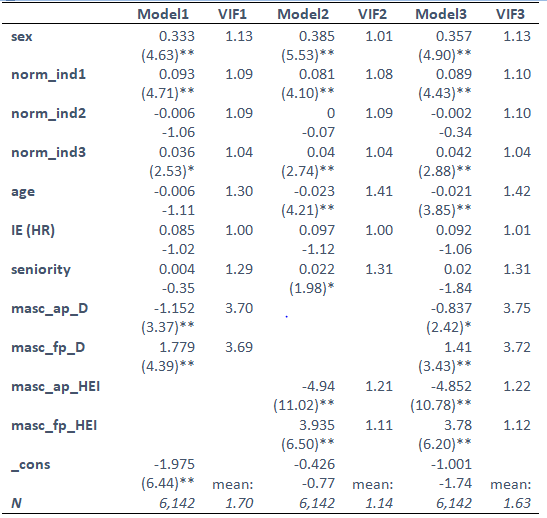 Model1 VIF1 Model2 VIF2 Model3 VIF3
sex 0.333 1.13 0.385 1.01 0.357 1.13
(4.63)** (5.53)** (4.90)**
norm_ind1 0.093 1.09 0.081 1.08 0.089 1.10
(4.71)** (4.10)** (4.43)**
norm_ind2 -0.006 1.09 0 1.09 -0.002 1.10
-1.06 -0.07 -0.34
norm_ind3 0.036 1.04 0.04 1.04 0.042 1.04
(2.53)* (2.74)** (2.88)**
age -0.006 1.30 -0.023 1.41 -0.021 1.42
-1.11 (4.21)** (3.85)**
IE (HR) 0.085 1.00 0.097 1.00 0.092 1.01
-1.02 -1.12 -1.06
seniority 0.004 1.29 0.022 1.31 0.02 1.31
-0.35 (1.98)* -1.84
masc_ap_D -1.152 3.70 -0.837 3.75
(3.37)** (2.42)*
masc_fp_D 1.779 3.69 1.41 3.72
(4.39)** (3.43)**
masc_ap_HEI -4.94 1.21 -4.852 1.22
(11.02)** (10.78)**
masc_fp_HEI 3.935 1.11 3.78 1.12
(6.50)** (6.20)**
_cons -1.975 -0.426 -1.001
(6.44)** mean: -0.77 mean: -1.74 mean:
N 6,142 1.70 6,142 1.14 6,142 1.63